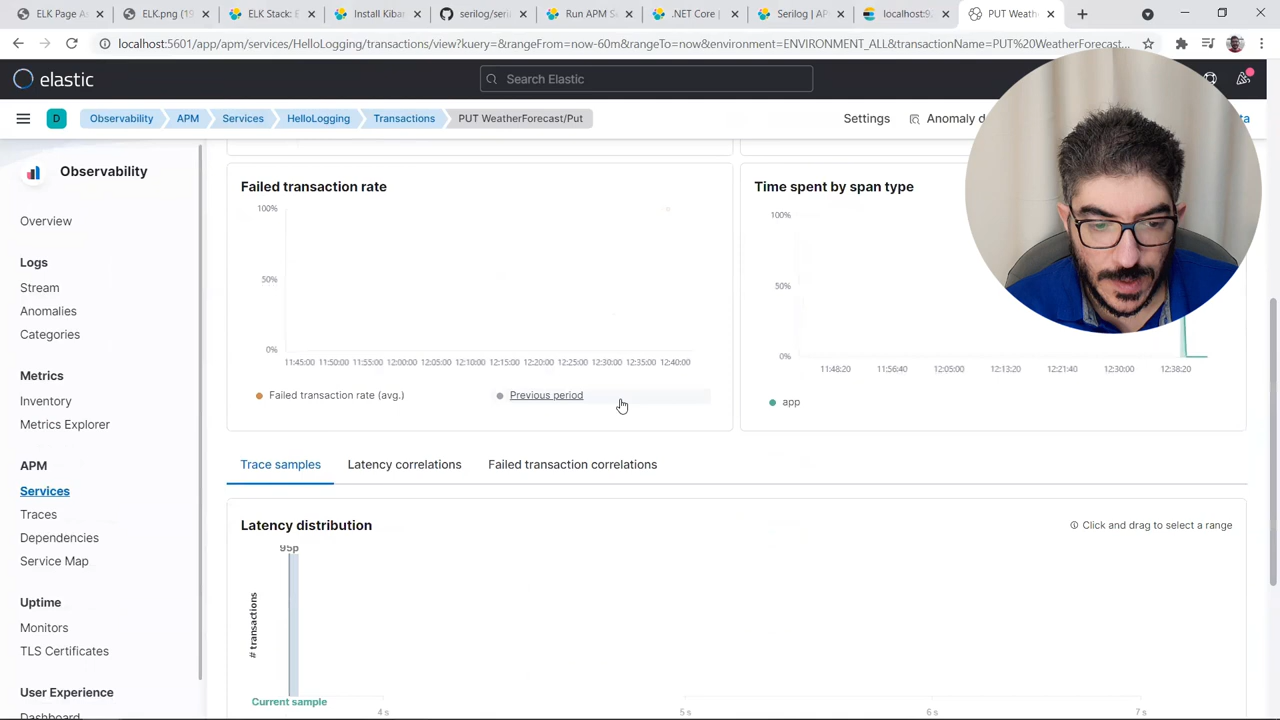 ELK Page As
ELK.png (19
ELK Stack: E
Install Kibar
serilog/seri
Run APM Se
.NET Core |
Serilog | AP
localhost:9
PUT Weath
localhost:5601/app/apm/services/HelloLogging/transactions/view?kuery=&rangeFrom=now-60m&rangeTo=now&environment=ENVIRONMENT_ALL&transactionName=PUT%20WeatherForecast...
elastic
Search Elastic
D
Observability
APM
Services
HelloLogging
Transactions
PUT WeatherForecast/Put
Settings
Anomaly d
ta
Observability
Overview
Logs
Stream
Anomalies
Categories
Metrics
Inventory
Metrics Explorer
APM
Services
Traces
Dependencies
Service Map
Uptime
Monitors
TLS Certificates
User Experience
Dashboard
Failed transaction rate
100%
50%
0%
11:45:00 11:50:00 11:55:00 12:00:00 12:05:00 12:10:00 12:15:00 12:20:00 12:25:00 12:30:00 12:35:00 12:40:00
Failed transaction rate (avg.)
Previous period
Time spent by span type
100%
50%
0%
11:48:20 11:56:40 12:05:00 12:13:20 12:21:40 12:30:00 12:38:20
app
Trace samples
Latency correlations
Failed transaction correlations
Latency distribution
Click and drag to select a range
95p
# transactions
Current sample
4 s
5 s
6 s
7 s